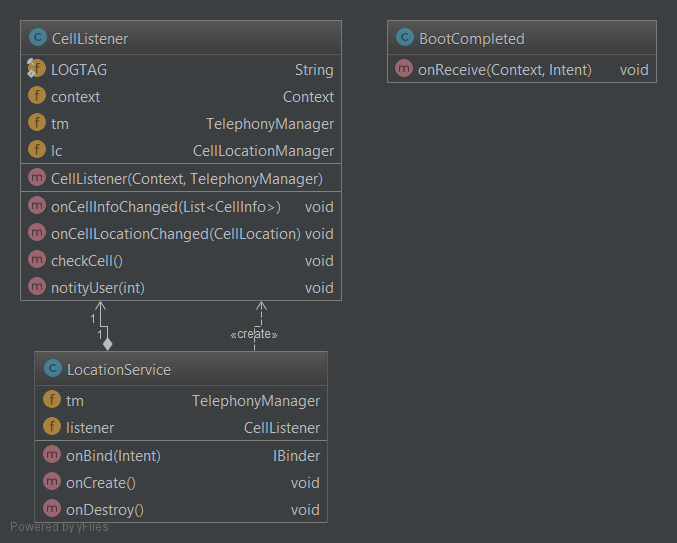 CellListener
LOGTAG String
context Context
tm TelephonyManager
lc CellLocationManager
CellListener(Context, TelephonyManager)
onCellInfoChanged(List<CellInfo>) void
onCellLocationChanged(CellLocation) void
checkCell() void
notityUser(int) void
BootCompleted
onReceive(Context, Intent) void
1
1
«create»
LocationService
tm TelephonyManager
listener CellListener
onBind(Intent) IBinder
onCreate() void
onDestroy() void
Powered by yFiles